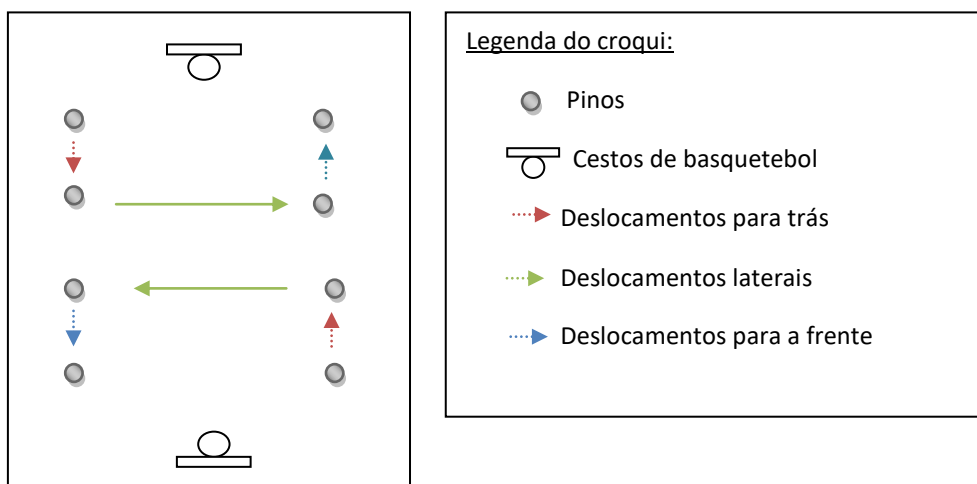 Legenda do croqui:
Pinos
Cestos de basquetebol
Deslocamentos para trás
Deslocamentos laterais
Deslocamentos para a frente